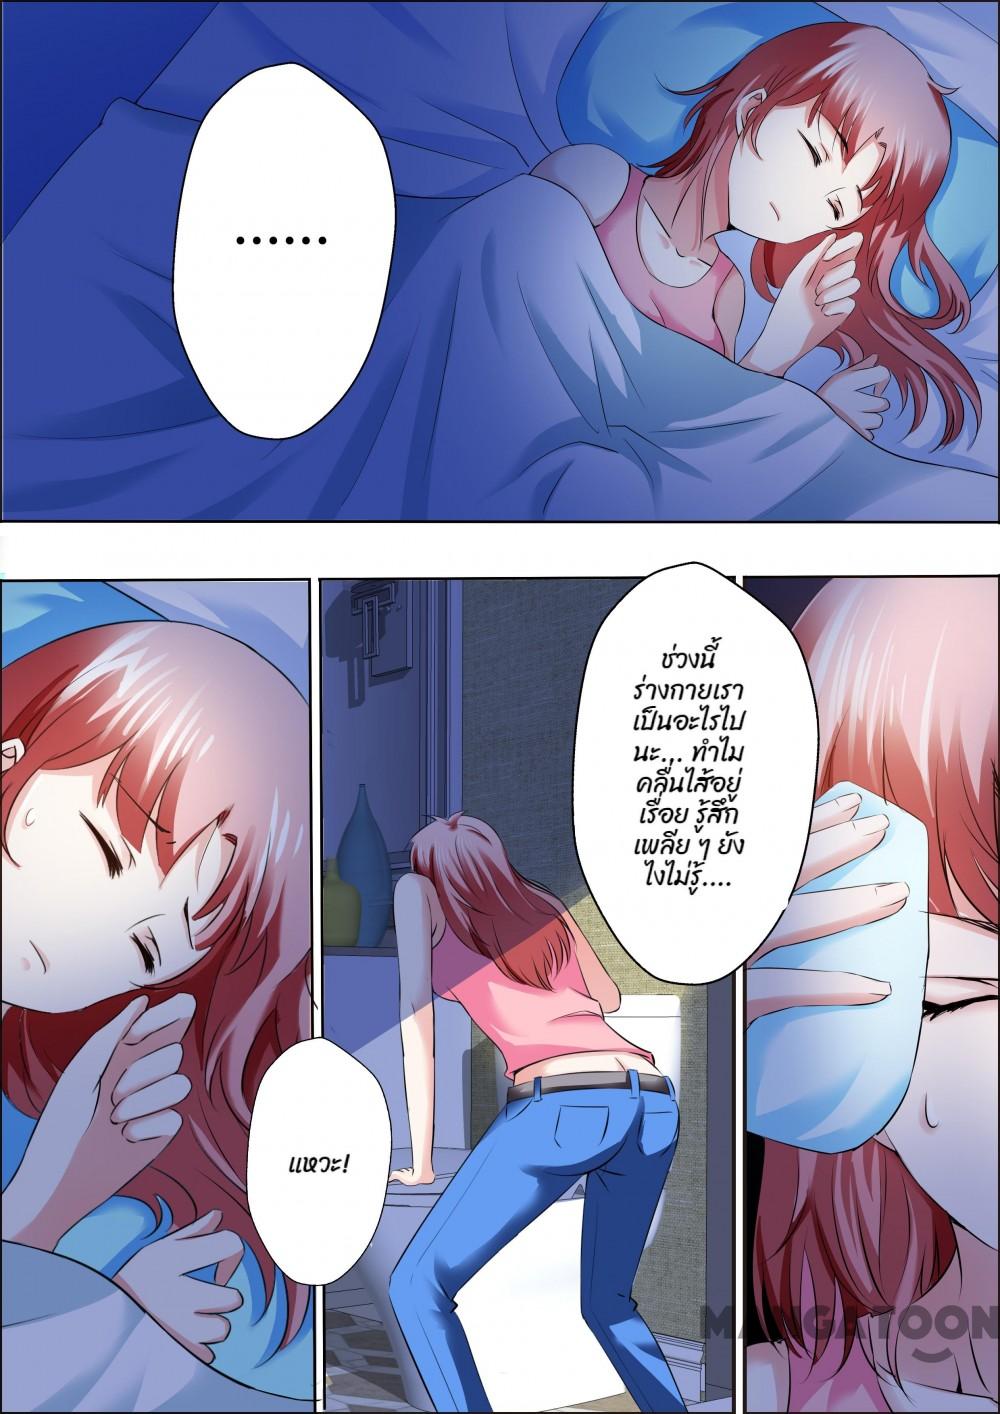 ......
ช่วงนี้
ร่างกายเรา
เป็นอะไรไป
นะ... ทำไม
คลื่นไส้อยู่
เรื่อย รู้สึก
เพลีย ๆ ยัง
ไงไม่รู้....
แหวะ!
MANGATOON